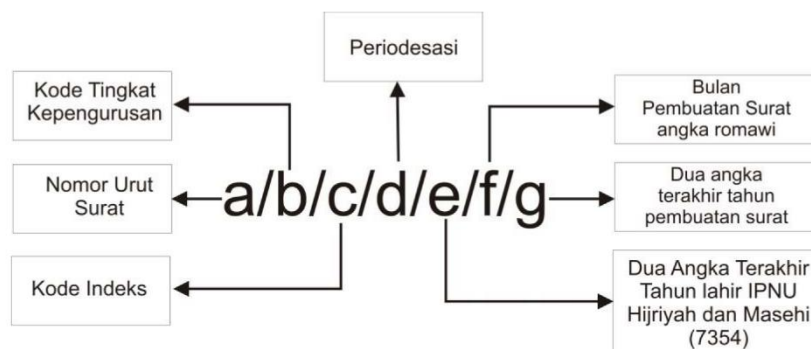 Periodesasi
Kode Tingkat
Kepengurusan
Bulan
Pembuatan Surat
angka romawi
Nomor Urut
Surat
a/b/c/d/e/f/g
Dua angka
terakhir tahun
pembuatan surat
Kode Indeks
Dua Angka Terakhir
Tahun lahir IPNU
Hijriyah dan Masehi
(7354)